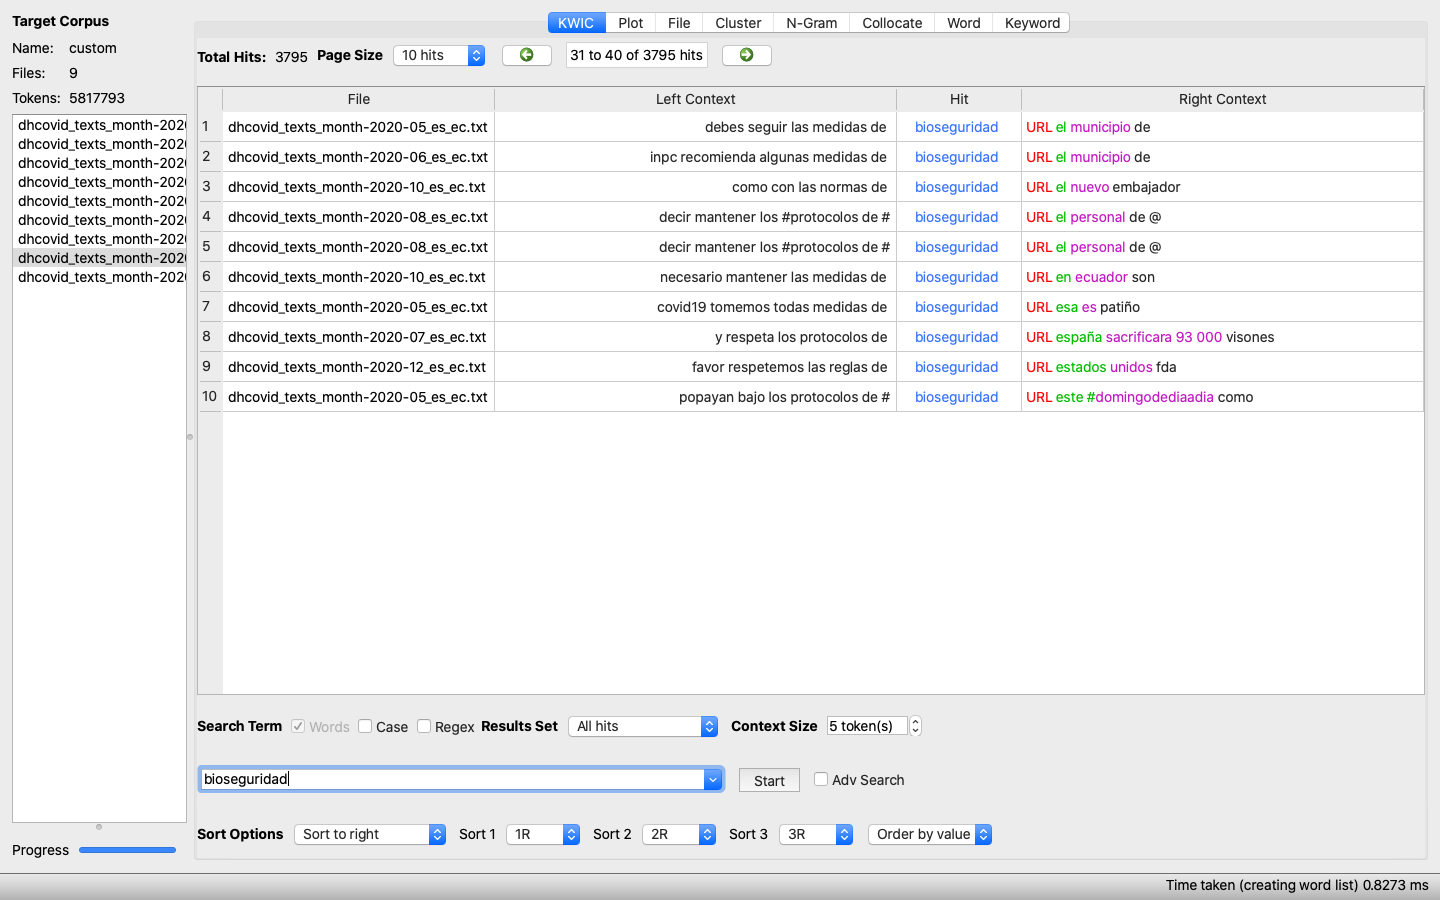 Target Corpus
Name: custom
Files: 9
Tokens: 5817793
dhcovid_texts_month-2020
dhcovid_texts_month-2020
dhcovid_texts_month-2020
dhcovid_texts_month-2020
dhcovid_texts_month-2020
dhcovid_texts_month-2020
dhcovid_texts_month-2020
dhcovid_texts_month-2020
dhcovid_texts_month-2020
Progress
KWIC Plot File Cluster N-Gram Collocate Word Keyword
Total Hits: 3795 Page Size 10 hits 31 to 40 of 3795 hits
File Left Context Hit Right Context
1 dhcovid_texts_month-2020-05_es_ec.txt debes seguir las medidas de bioseguridad URL el municipio de
2 dhcovid_texts_month-2020-06_es_ec.txt inpc recomienda algunas medidas de bioseguridad URL el municipio de
3 dhcovid_texts_month-2020-10_es_ec.txt como con las normas de bioseguridad URL el nuevo embajador
4 dhcovid_texts_month-2020-08_es_ec.txt decir mantener los #protocolos de # bioseguridad URL el personal de @
5 dhcovid_texts_month-2020-08_es_ec.txt decir mantener los #protocolos de # bioseguridad URL el personal de @
6 dhcovid_texts_month-2020-10_es_ec.txt necesario mantener las medidas de bioseguridad URL en ecuador son
7 dhcovid_texts_month-2020-05_es_ec.txt covid19 tomemos todas medidas de bioseguridad URL esa es patiño
8 dhcovid_texts_month-2020-07_es_ec.txt y respeta los protocolos de bioseguridad URL españa sacrificara 93 000 visones
9 dhcovid_texts_month-2020-12_es_ec.txt favor respetemos las reglas de bioseguridad URL estados unidos fda
10 dhcovid_texts_month-2020-05_es_ec.txt popayan bajo los protocolos de # bioseguridad URL este #domingodediaadia como
Search Term Words Case Regex Results Set All hits Context Size 5 token(s)
bioseguridad Start Adv Search
Sort Options Sort to right Sort 1 1R Sort 2 2R Sort 3 3R Order by value
Time taken (creating word list) 0.8273 ms